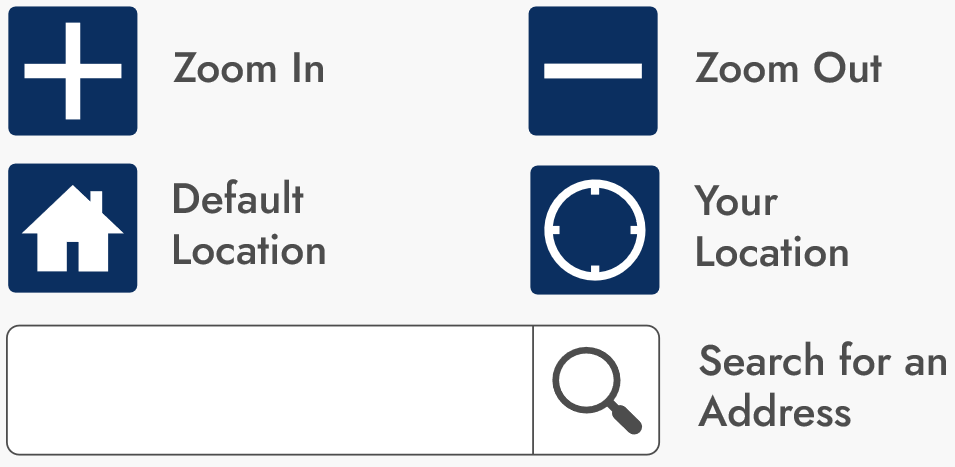 Zoom In
Zoom Out
Default
Location
Your
Location
Search for an
Address